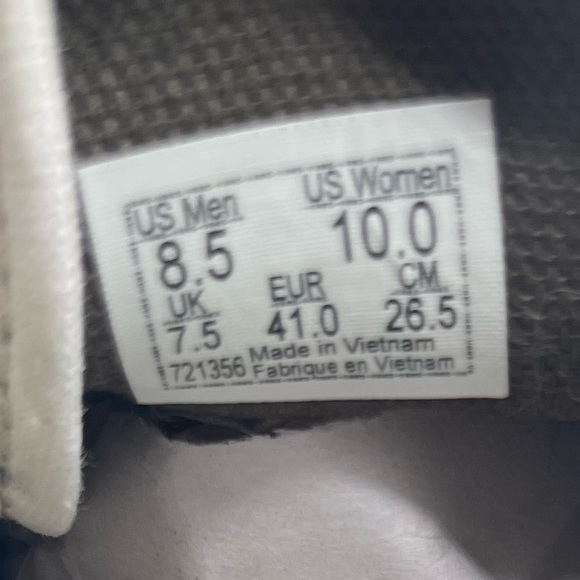 US Men US Women
8.5 10.0
UK EUR CM
7.5 41.0 26.5
Made in Vietnam
721356 Fabrique en Vietnam